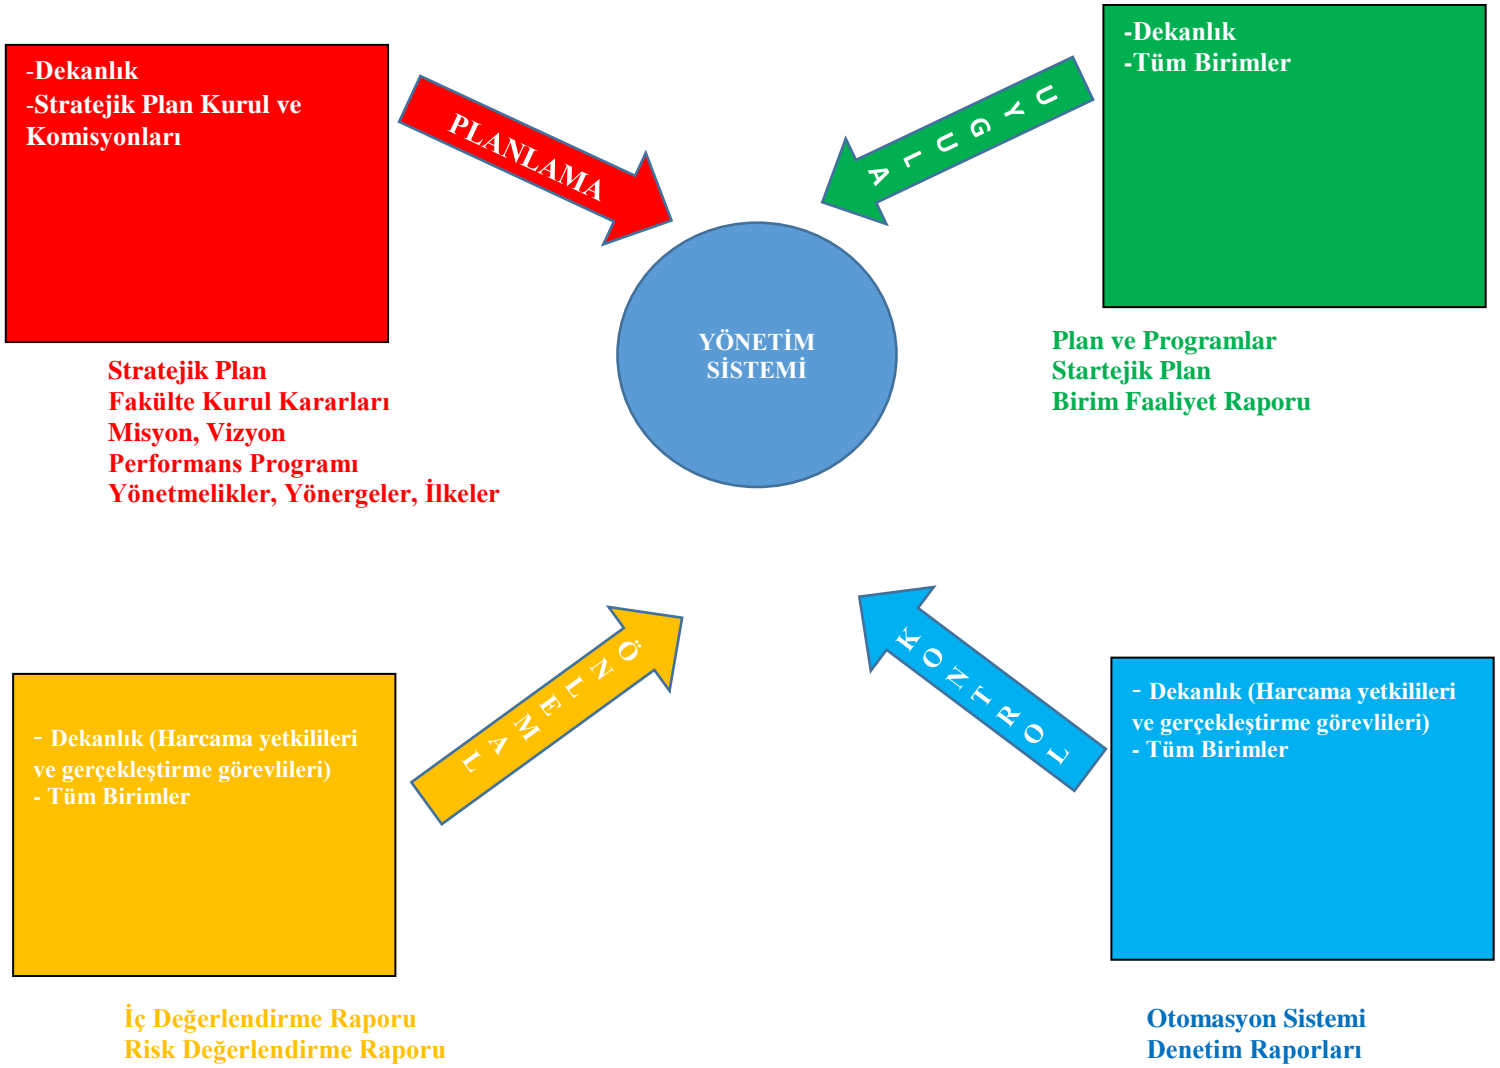 -Dekanlık
-Stratejik Plan Kurul ve
Komisyonları
PLANLAMA
Stratejik Plan
Fakülte Kurul Kararları
Misyon, Vizyon
Performans Programı
Yönetmelikler, Yönergeler, İlkeler
UYGULA
-Dekanlık
-Tüm Birimler
Plan ve Programlar
Startejik Plan
Birim Faaliyet Raporu
YÖNETİM
SİSTEMİ
- Dekanlık (Harcama yetkilileri
ve gerçekleştirme görevlileri)
- Tüm Birimler
ÖNLEMAL
İç Değerlendirme Raporu
Risk Değerlendirme Raporu
KONTROL
- Dekanlık (Harcama yetkilileri
ve gerçekleştirme görevlileri)
- Tüm Birimler
Otomasyon Sistemi
Denetim Raporları